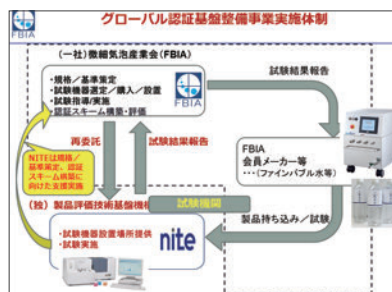 FBIA
グローバル認証基盤整備事業実施体制
(一社)微細気泡産業会(FBIA)
・規格/基準策定
・試験機器選定/購入/設置
・試験指導/実施
・認証スキーム構築・評価
FBIA
試験結果報告
再委託
試験結果報告
NITEは規格/
基準策定、認証
スキーム構築に
向けた支援実施
FBIA
会員メーカー等
…(ファインバブル水等)
(独)製品評価技術基盤機構
試験機関
製品持ち込み/試験
・試験機器設置場所提供
・試験実施
nite